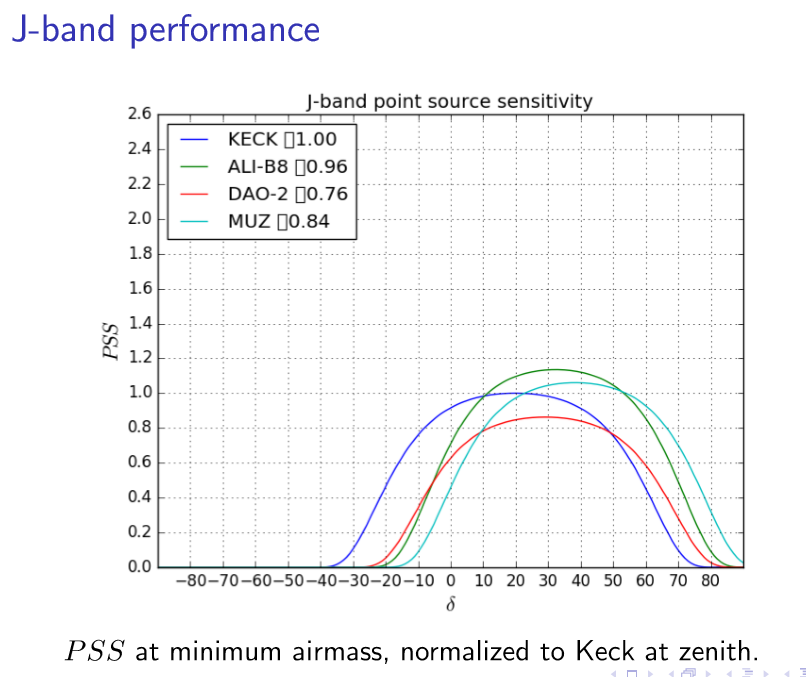 J-band performance
J-band point source sensitivity
2.6
2.4
2.2
2.0
1.8
1.6
1.4
1.2
1.0
0.8
0.6
0.4
0.2
0.0
PSS
KECK □1.00
ALI-B8 □0.96
DAO-2 □0.76
MUZ □0.84
−80 −70 −60 −50 −40 −30 −20 −10 0 10 20 30 40 50 60 70 80
δ
PSS at minimum airmass, normalized to Keck at zenith.